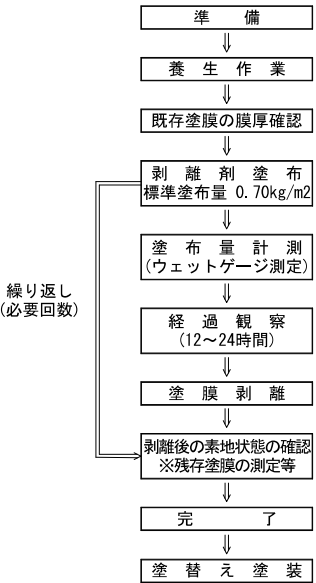 準備
養生作業
既存塗膜の膜厚確認
剥離剤塗布
標準塗布量 0.70kg/m2
塗布量計測
(ウェットゲージ測定)
繰り返し
(必要回数)
経過観察
(12～24時間)
塗膜剥離
剥離後の素地状態の確認
※残存塗膜の測定等
完了
塗替え塗装